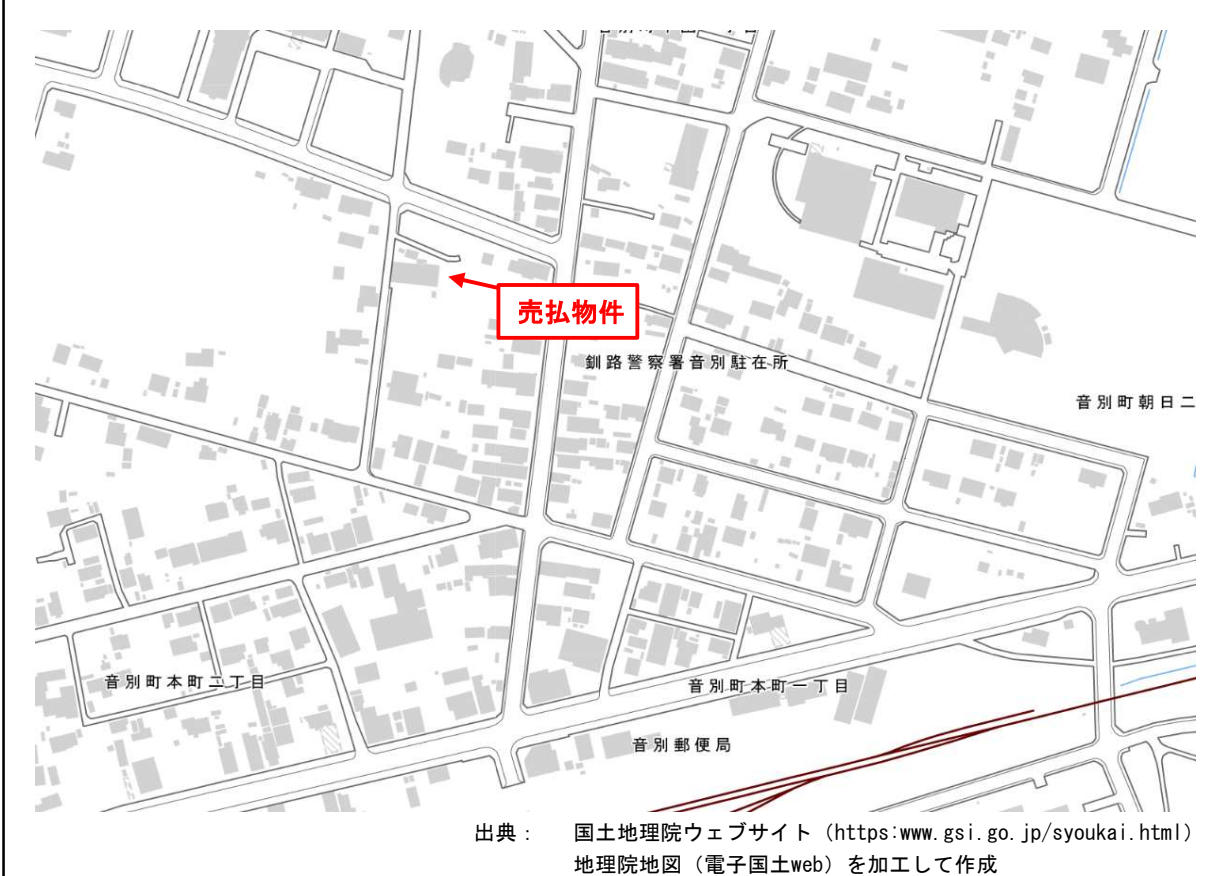 売払物件
釧路警察署音別駐在所
音別町朝日二
音別町本町二丁目
音別町本町一丁目
音別郵便局
出典： 国土地理院ウェブサイト（https:www.gsi.go.jp/syoukai.html）
地理院地図（電子国土web）を加工して作成